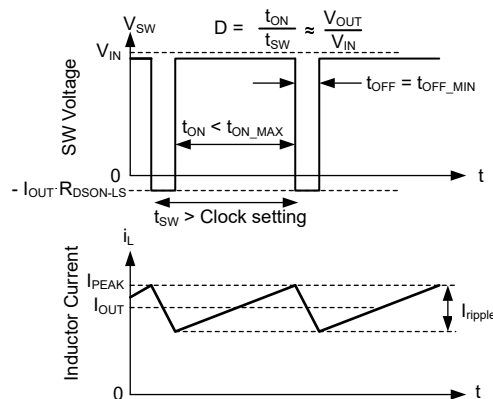 V_SW
D = t_ON / t_SW ≈ V_OUT / V_IN
V_IN
SW Voltage
t_OFF = t_OFF_MIN
t_ON < t_ON_MAX
0
t
- I_OUT·R_DSON-LS
t_SW > Clock setting
i_L
Inductor Current
I_PEAK
I_OUT
I_ripple
0
t